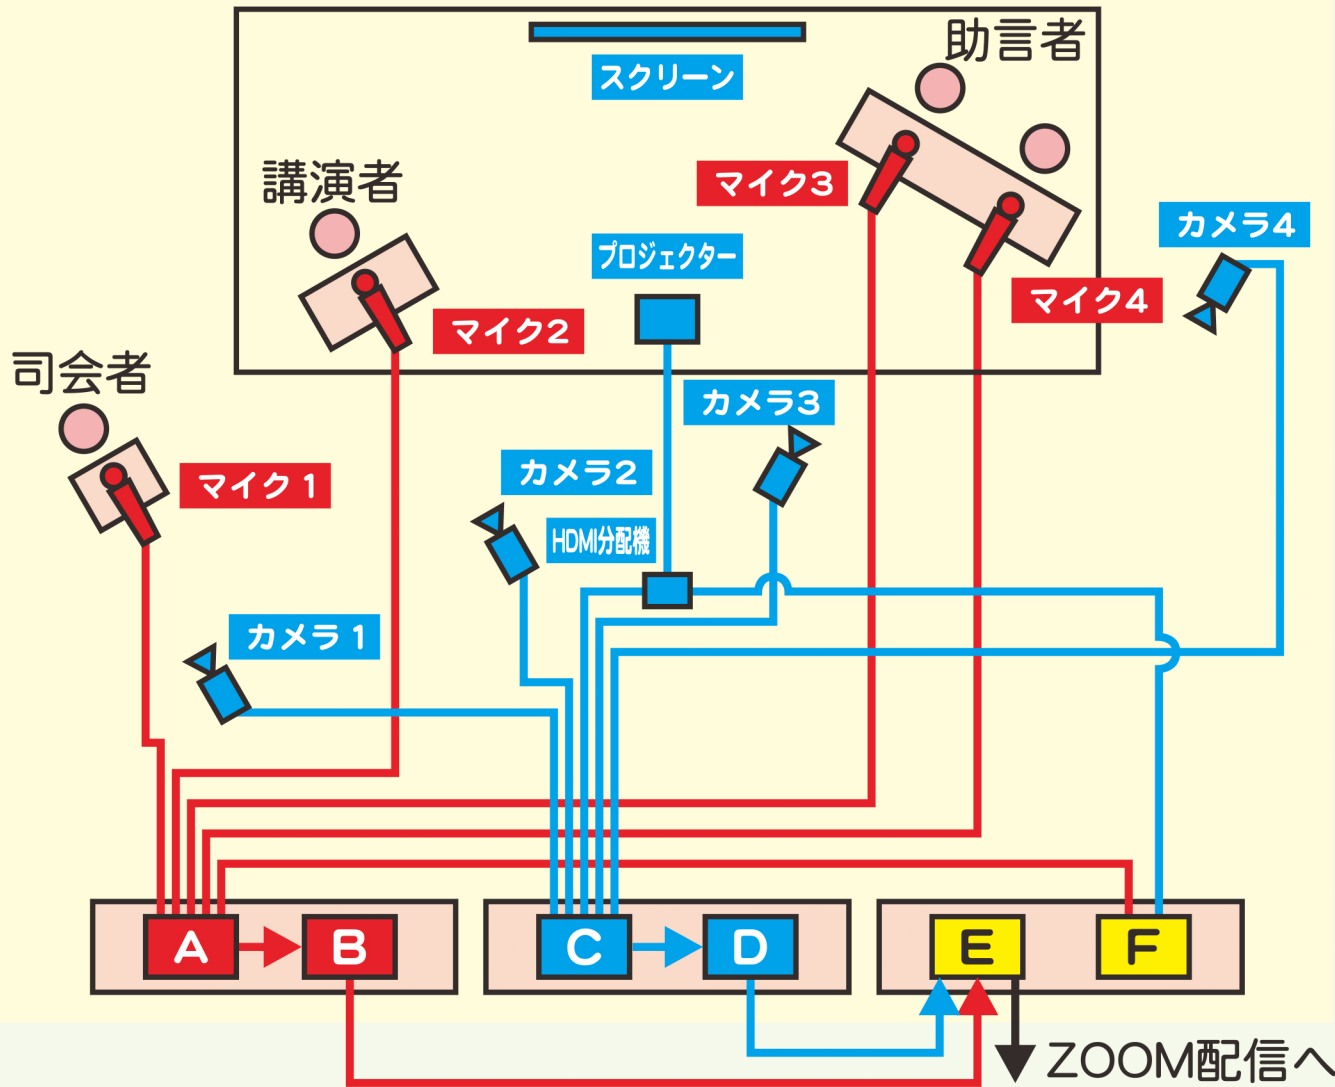 助言者
スクリーン
講演者
マイク3
カメラ4
プロジェクター
マイク4
マイク2
司会者
カメラ3
カメラ2
マイク1
HDMI分配機
カメラ1
A
B
C
D
E
F
ZOOM配信へ